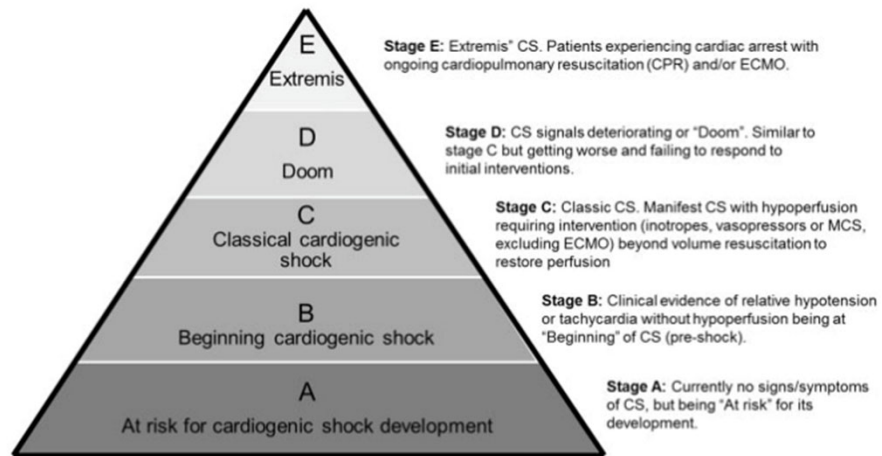 E
Extremis
Stage E: Extremis" CS. Patients experiencing cardiac arrest with
ongoing cardiopulmonary resuscitation (CPR) and/or ECMO.
D
Doom
Stage D: CS signals deteriorating or "Doom". Similar to
stage C but getting worse and failing to respond to
initial interventions.
C
Classical cardiogenic
shock
Stage C: Classic CS. Manifest CS with hypoperfusion
requiring intervention (inotropes, vasopressors or MCS,
excluding ECMO) beyond volume resuscitation to
restore perfusion
B
Beginning cardiogenic shock
Stage B: Clinical evidence of relative hypotension
or tachycardia without hypoperfusion being at
"Beginning" of CS (pre-shock).
A
At risk for cardiogenic shock development
Stage A: Currently no signs/symptoms
of CS, but being "At risk" for its
development.